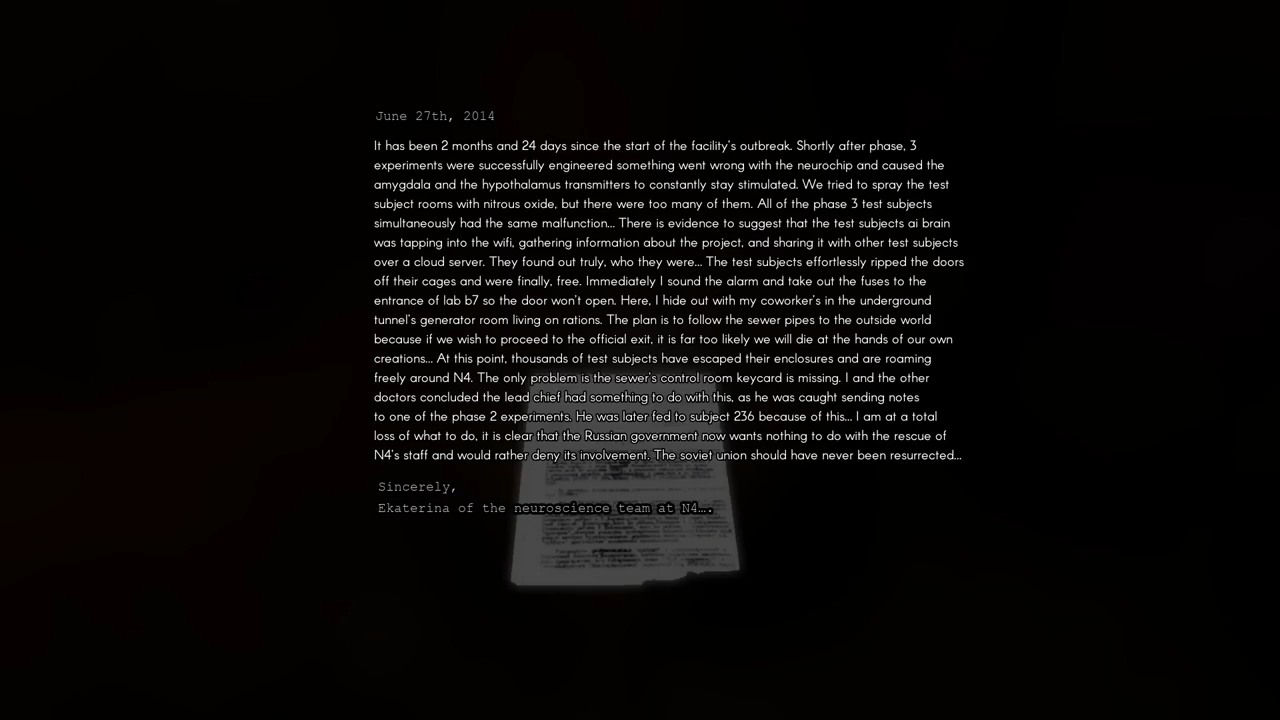 June 27th, 2014
It has been 2 months and 24 days since the start of the facility's outbreak. Shortly after phase, 3
experiments were successfully engineered something went wrong with the neurochip and caused the
amygdala and the hypothalamus transmitters to constantly stay stimulated. We tried to spray the test
subject rooms with nitrous oxide, but there were too many of them. All of the phase 3 test subjects
simultaneously had the same malfunction... There is evidence to suggest that the test subjects ai brain
was tapping into the wifi, gathering information about the project, and sharing it with other test subjects
over a cloud server. They found out truly, who they were... The test subjects effortlessly ripped the doors
off their cages and were finally, free. Immediately I sound the alarm and take out the fuses to the
entrance of lab b7 so the door won't open. Here, I hide out with my coworker's in the underground
tunnel's generator room living on rations. The plan is to follow the sewer pipes to the outside world
because if we wish to proceed to the official exit, it is far too likely we will die at the hands of our own
creations... At this point, thousands of test subjects have escaped their enclosures and are roaming
freely around N4. The only problem is the sewer's control room keycard is missing. I and the other
doctors concluded the lead chief had something to do with this, as he was caught sending notes
to one of the phase 2 experiments. He was later fed to subject 236 because of this... I am at a total
loss of what to do, it is clear that the Russian government now wants nothing to do with the rescue of
N4's staff and would rather deny its involvement. The soviet union should have never been resurrected...
Sincerely,
Ekaterina of the neuroscience team at N4....